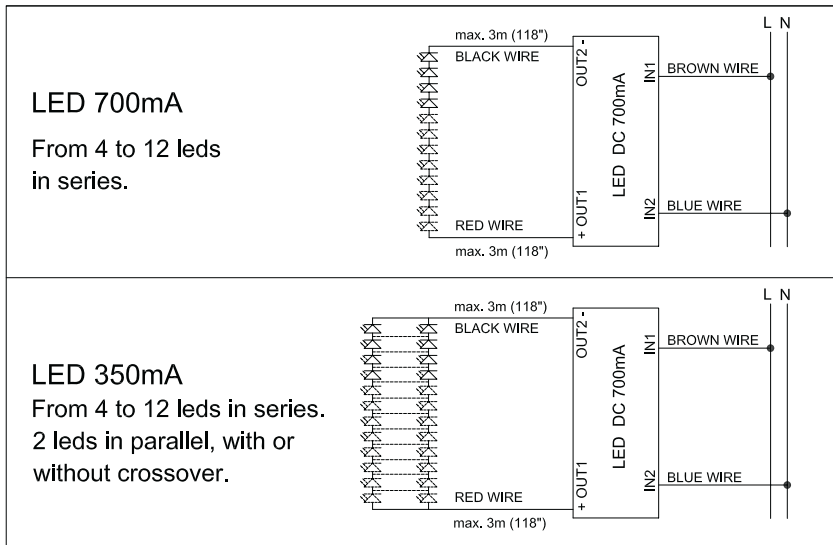 LED 700mA
From 4 to 12 leds
in series.
max. 3m (118")
BLACK WIRE
RED WIRE
max. 3m (118")
OUT2 -
+ OUT1
LED DC 700mA
IN1
IN2
BROWN WIRE
BLUE WIRE
L N
LED 350mA
From 4 to 12 leds in series.
2 leds in parallel, with or
without crossover.
max. 3m (118")
BLACK WIRE
RED WIRE
max. 3m (118")
OUT2 -
+ OUT1
LED DC 700mA
IN1
IN2
BROWN WIRE
BLUE WIRE
L N